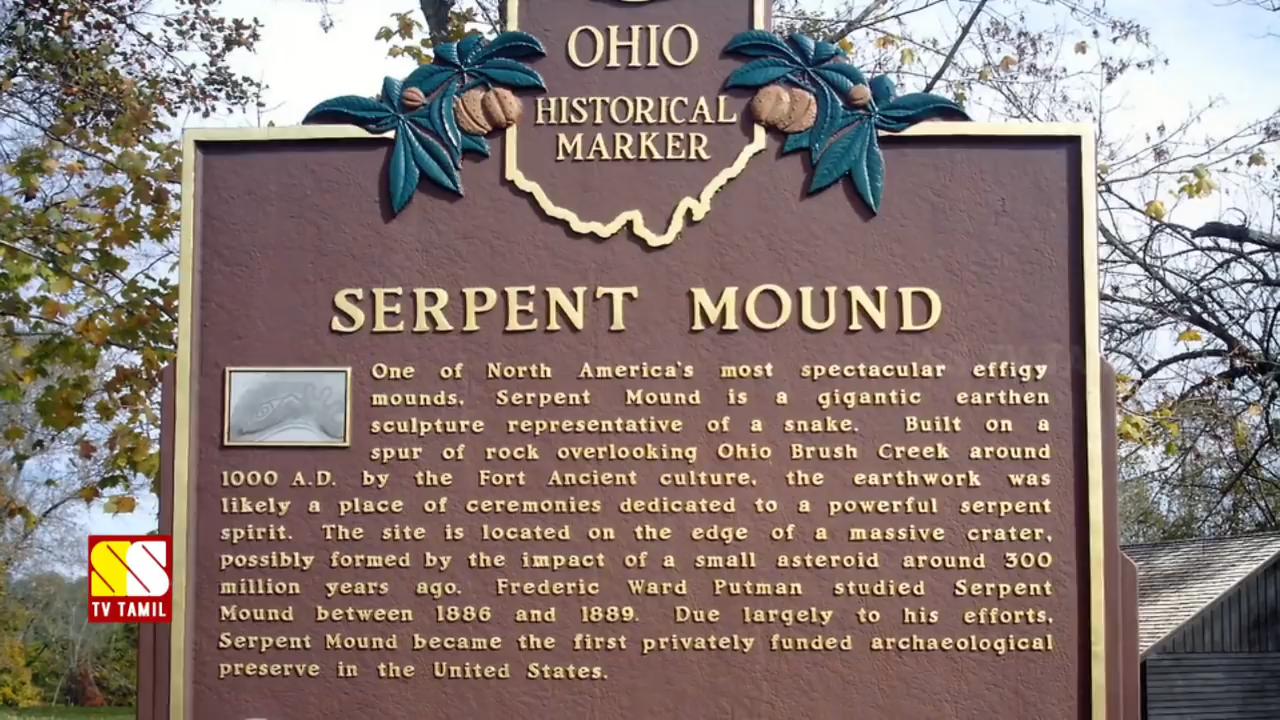 OHIO
HISTORICAL
MARKER
SERPENT MOUND
One of North America's most spectacular effigy
mounds, Serpent Mound is a gigantic earthen
sculpture representative of a snake. Built on a
spur of rock overlooking Ohio Brush Creek around
1000 A.D. by the Fort Ancient culture, the earthwork was
likely a place of ceremonies dedicated to a powerful serpent
spirit. The site is located on the edge of a massive crater,
possibly formed by the impact of a small asteroid around 300
million years ago. Frederic Ward Putman studied Serpent
Mound between 1886 and 1889. Due largely to his efforts,
Serpent Mound became the first privately funded archaeological
preserve in the United States.
SS
TV TAMIL